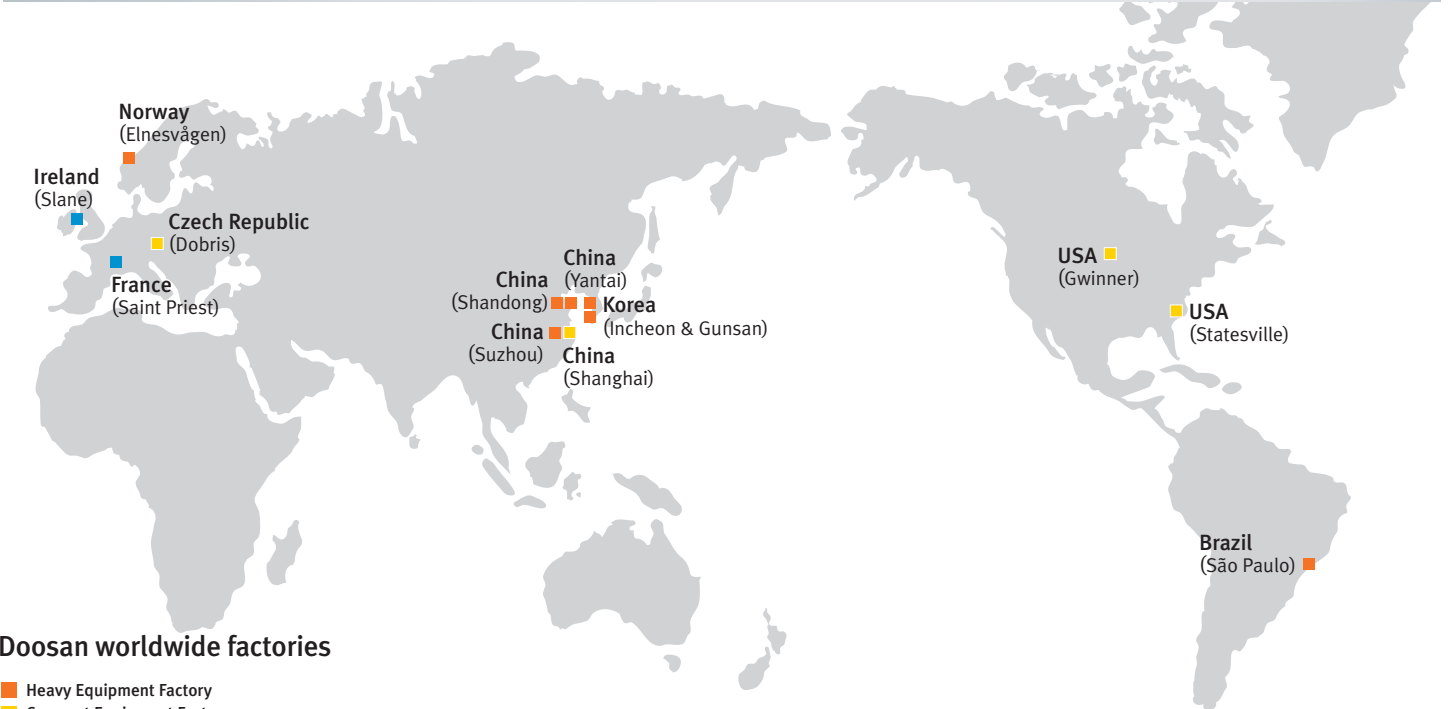 Norway
(Elnesvågen)
Ireland
(Slane)
Czech Republic
(Dobris)
France
(Saint Priest)
China
(Yantai)
China
(Shandong)
Korea
(Incheon & Gunsan)
China
(Suzhou)
China
(Shanghai)
USA
(Gwinner)
USA
(Statesville)
Brazil
(São Paulo)
Doosan worldwide factories
Heavy Equipment Factory